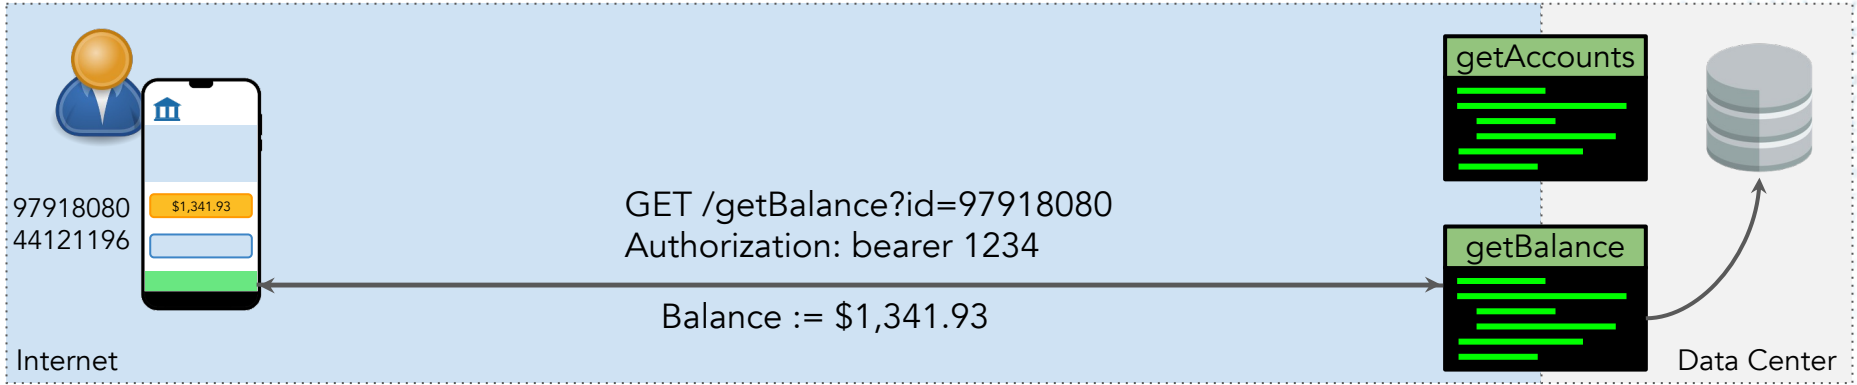 getAccounts
$1,341.93
97918080
44121196
GET /getBalance?id=97918080
Authorization: bearer 1234
getBalance
Balance := $1,341.93
Internet
Data Center